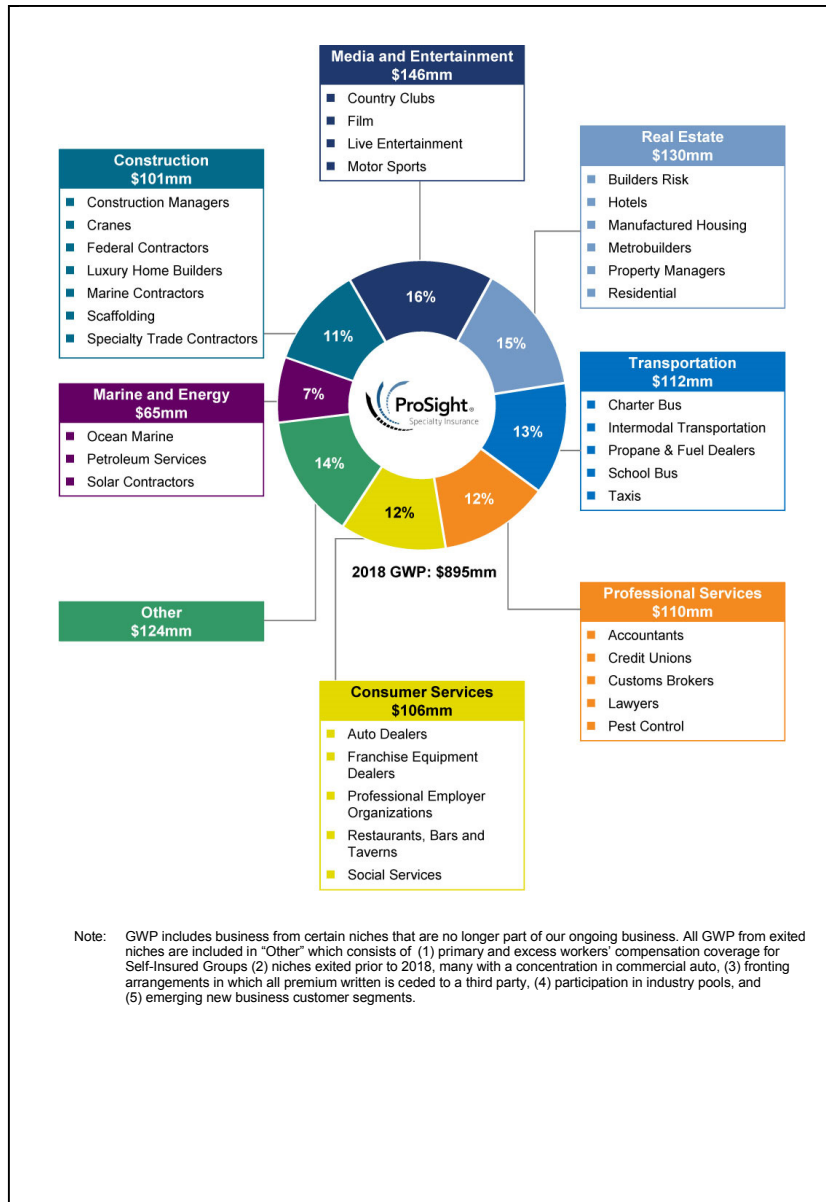 Media and Entertainment
$146mm
Country Clubs
Film
Live Entertainment
Motor Sports
Real Estate
$130mm
Builders Risk
Hotels
Manufactured Housing
Metrobuilders
Property Managers
Residential
Construction
$101mm
Construction Managers
Cranes
Federal Contractors
Luxury Home Builders
Marine Contractors
Scaffolding
Specialty Trade Contractors
16%
15%
11%
Transportation
$112mm
Charter Bus
Intermodal Transportation
Propane & Fuel Dealers
School Bus
Taxis
Marine and Energy
$65mm
Ocean Marine
Petroleum Services
Solar Contractors
7%
ProSight®
Specialty Insurance
13%
14%
12%
12%
2018 GWP: $895mm
Professional Services
$110mm
Accountants
Credit Unions
Customs Brokers
Lawyers
Pest Control
Other
$124mm
Consumer Services
$106mm
Auto Dealers
Franchise Equipment
Dealers
Professional Employer
Organizations
Restaurants, Bars and
Taverns
Social Services
Note: GWP includes business from certain niches that are no longer part of our ongoing business. All GWP from exited
niches are included in “Other” which consists of (1) primary and excess workers’ compensation coverage for
Self-Insured Groups (2) niches exited prior to 2018, many with a concentration in commercial auto, (3) fronting
arrangements in which all premium written is ceded to a third party, (4) participation in industry pools, and
(5) emerging new business customer segments.